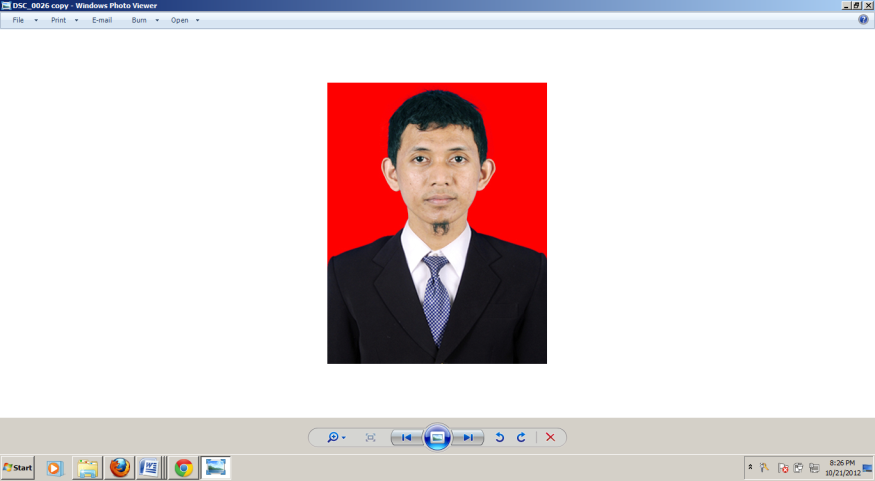 DSC_0026 copy - Windows Photo Viewer
File Print E-mail Burn Open
Start
8:26 PM
10/21/2012